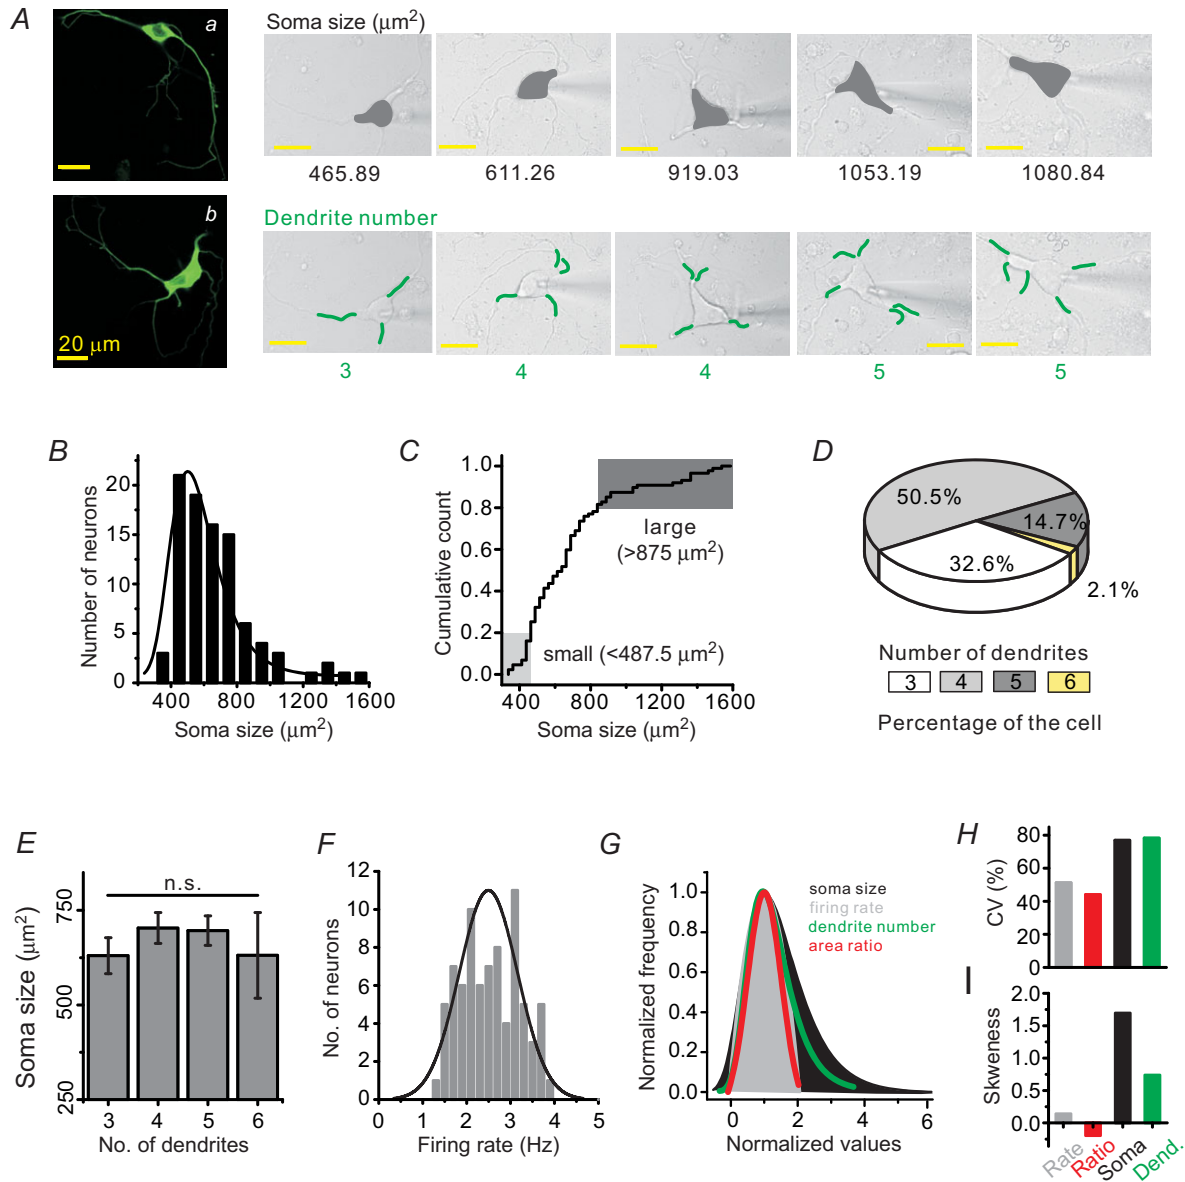 A
a
Soma size (μm²)
465.89
611.26
919.03
1053.19
1080.84
b
20 μm
Dendrite number
3
4
4
5
5
B
Number of neurons
20
15
10
5
0
400
800
1200
1600
Soma size (μm²)
C
Cumulative count
1.0
0.8
0.6
0.4
0.2
0.0
large
(>875 μm²)
small (<487.5 μm²)
400
800
1200
1600
Soma size (μm²)
D
50.5%
14.7%
32.6%
2.1%
Number of dendrites
3
4
5
6
Percentage of the cell
E
Soma size (μm²)
750
500
250
n.s.
3
4
5
6
No. of dendrites
F
No. of neurons
12
10
8
6
4
2
0
0
1
2
3
4
5
Firing rate (Hz)
G
Normalized frequency
1.0
0.8
0.6
0.4
0.2
0.0
soma size
firing rate
dendrite number
area ratio
0
2
4
6
Normalized values
H
CV (%)
80
60
40
20
0
I
Skweness
2.0
1.5
1.0
0.5
0.0
Rate
Ratio
Soma
Dend.